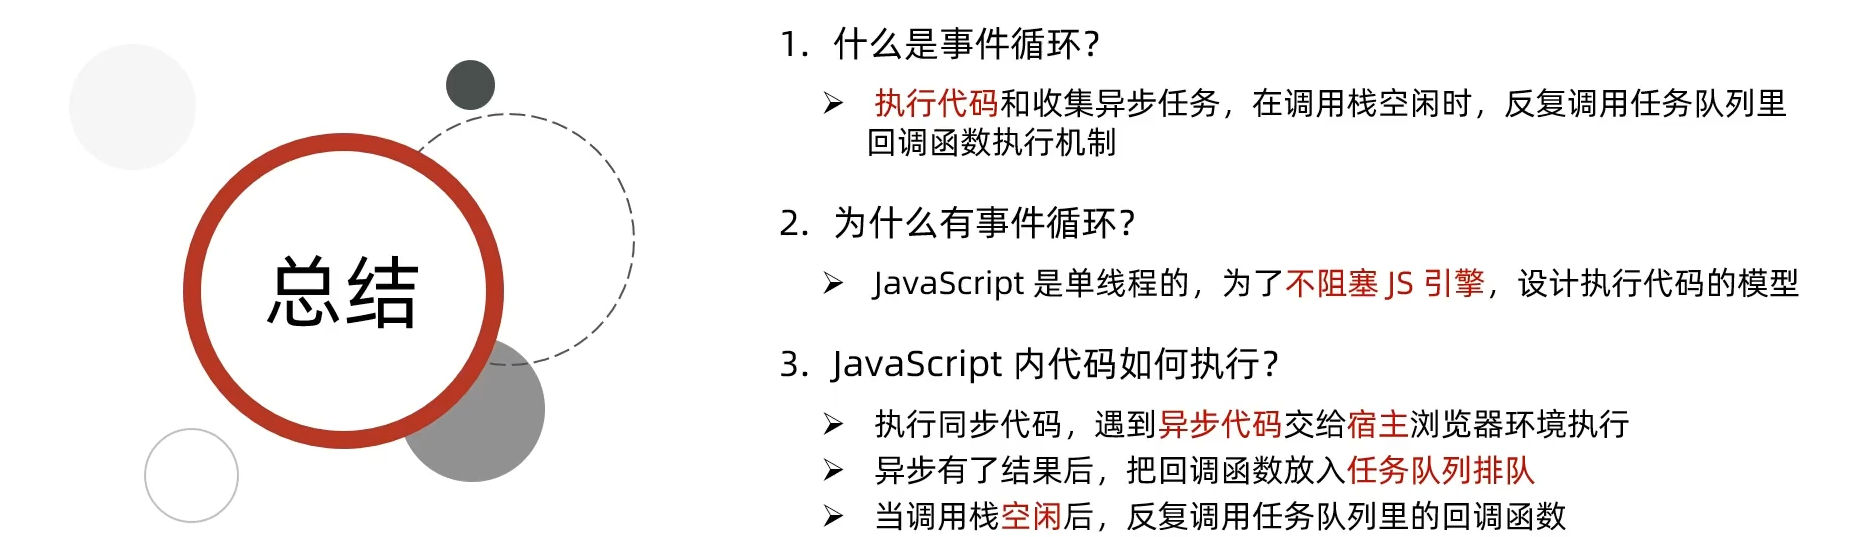 总结
1. 什么是事件循环？
➢ 执行代码和收集异步任务，在调用栈空闲时，反复调用任务队列里
回调函数执行机制
2. 为什么有事件循环？
➢ JavaScript 是单线程的，为了不阻塞 JS 引擎，设计执行代码的模型
3. JavaScript 内代码如何执行？
➢ 执行同步代码，遇到异步代码交给宿主浏览器环境执行
➢ 异步有了结果后，把回调函数放入任务队列排队
➢ 当调用栈空闲后，反复调用任务队列里的回调函数